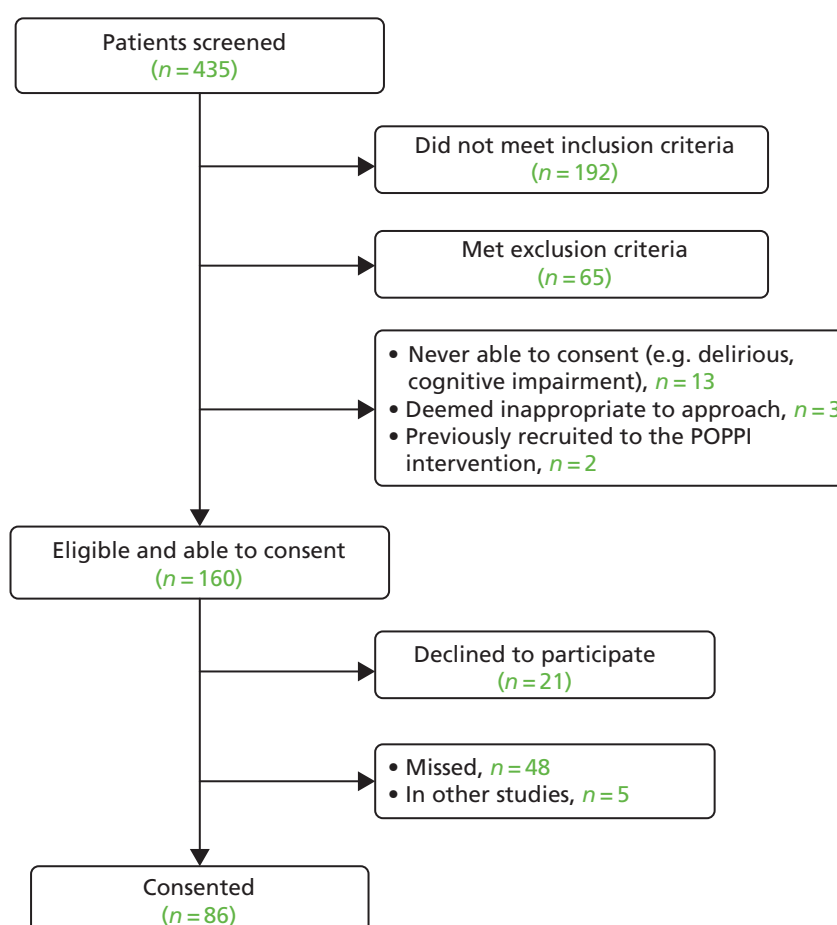 Patients screened
(n = 435)
Did not meet inclusion criteria
(n = 192)
Met exclusion criteria
(n = 65)
• Never able to consent (e.g. delirious,
cognitive impairment), n = 13
• Deemed inappropriate to approach, n = 3
• Previously recruited to the POPPI
intervention, n = 2
Eligible and able to consent
(n = 160)
Declined to participate
(n = 21)
• Missed, n = 48
• In other studies, n = 5
Consented
(n = 86)